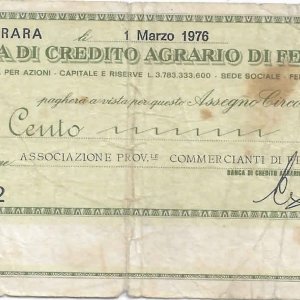 RARA li 1 Marzo 1976
A DI CREDITO AGRARIO DI FE
PER AZIONI - CAPITALE E RISERVE L. 3.783.333.600 - SEDE SOCIALE - FE
pagherà a vista per questo Assegno Circo
Cento
ASSOCIAZIONE PROV.LE COMMERCIANTI DI
BANCA DI CREDITO AGRARIO
2